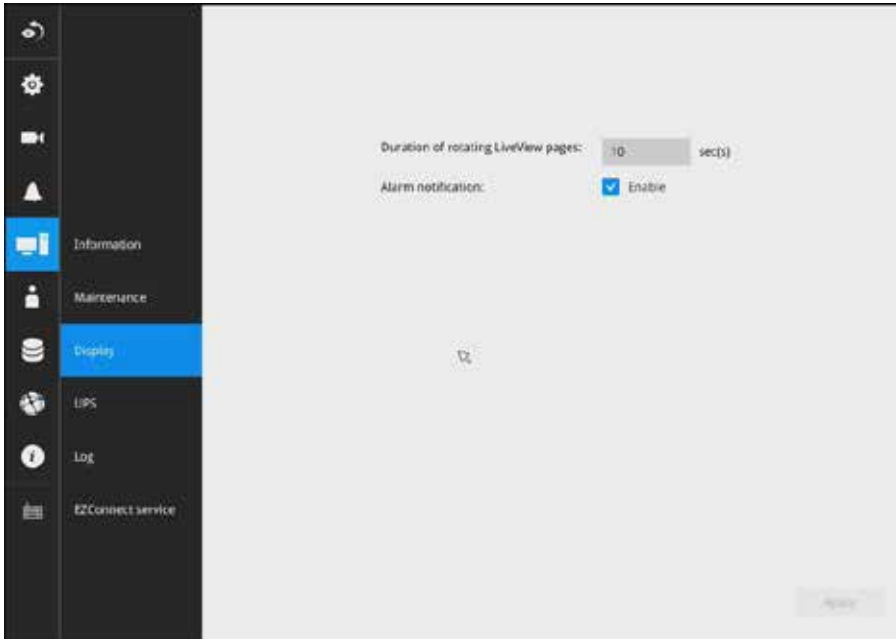 Duration of rotating LiveView pages: 10 sec(s)
Alarm notification: Enable
Information
Maintenance
Display
UPS
Log
EZConnect service
Apply